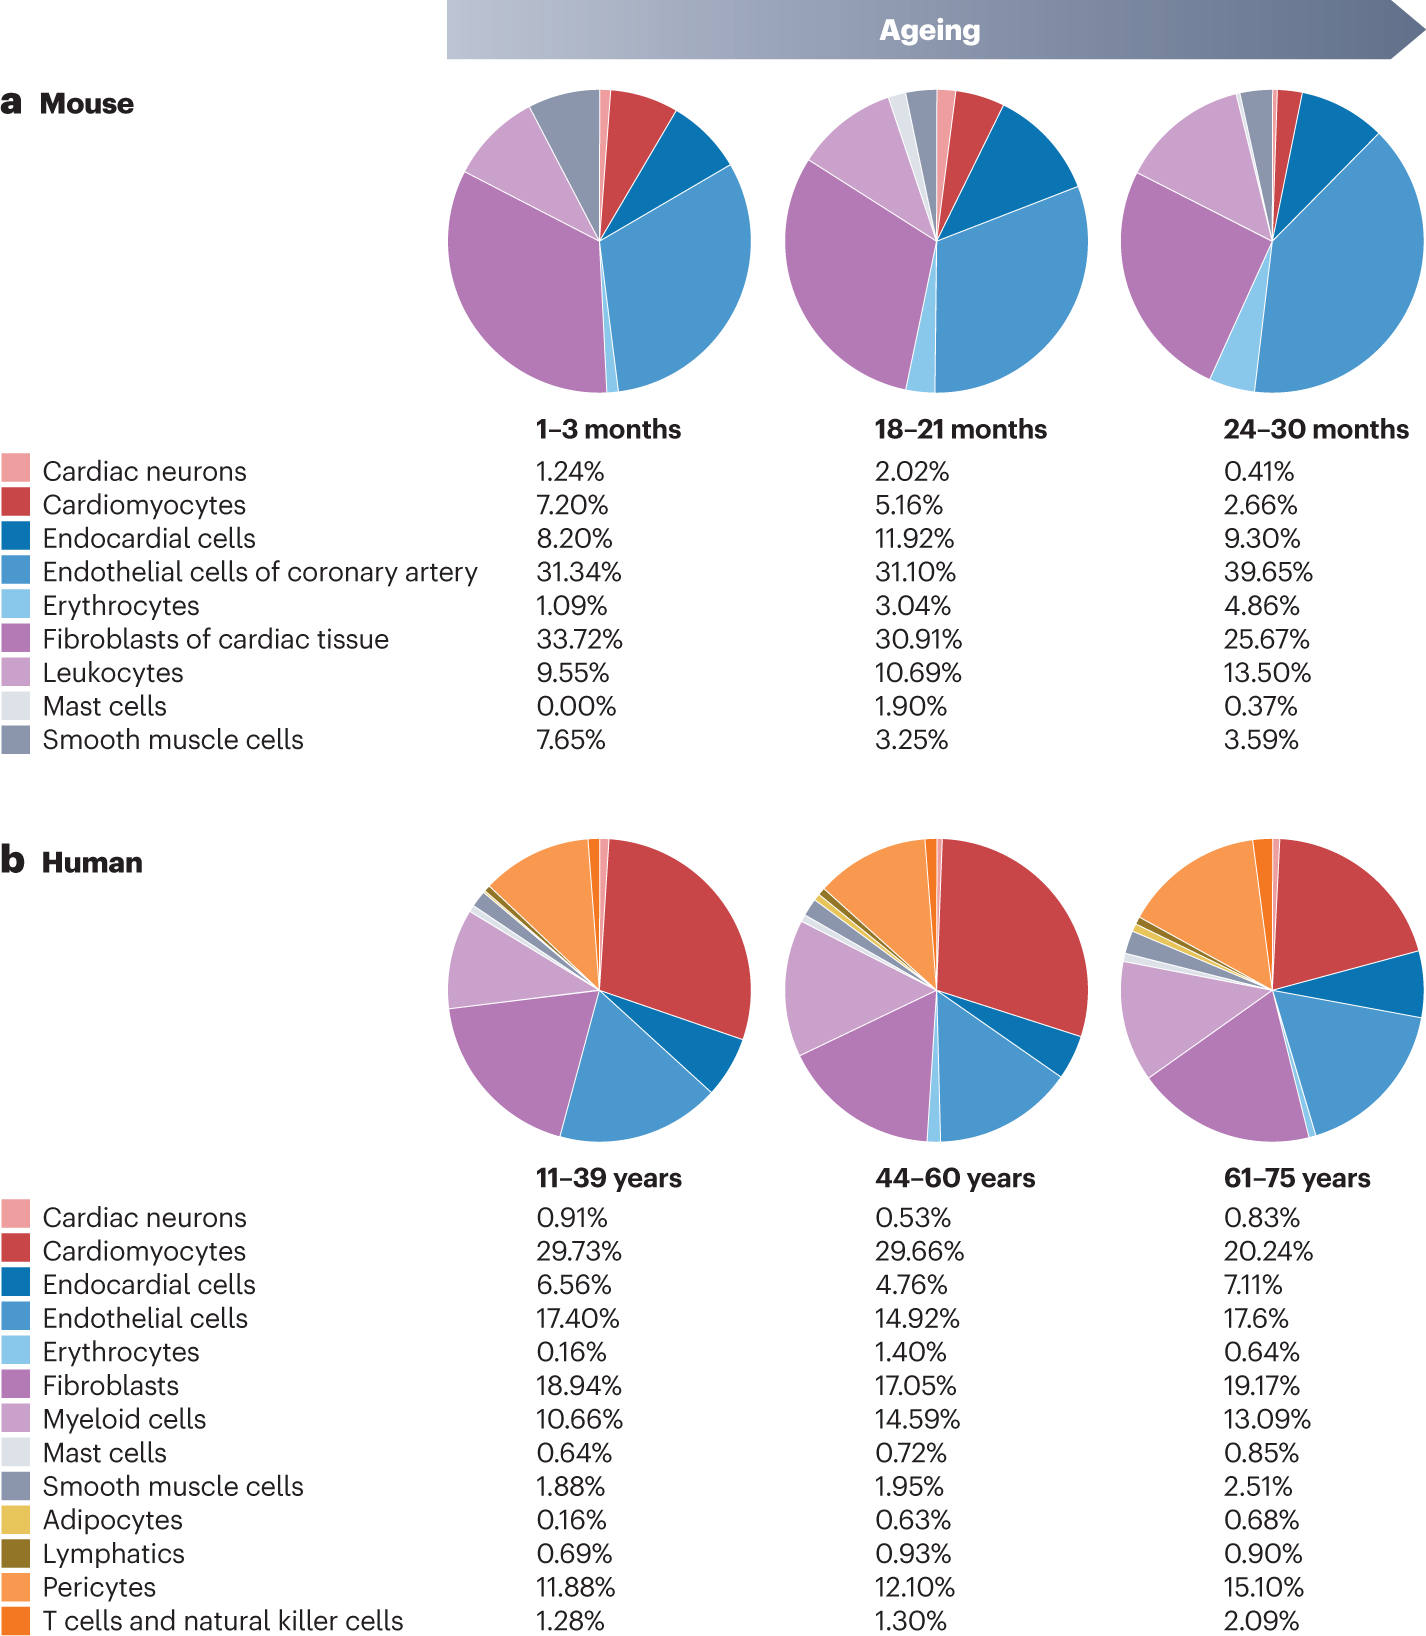 Ageing
a Mouse
1–3 months 18–21 months 24–30 months
Cardiac neurons 1.24% 2.02% 0.41%
Cardiomyocytes 7.20% 5.16% 2.66%
Endocardial cells 8.20% 11.92% 9.30%
Endothelial cells of coronary artery 31.34% 31.10% 39.65%
Erythrocytes 1.09% 3.04% 4.86%
Fibroblasts of cardiac tissue 33.72% 30.91% 25.67%
Leukocytes 9.55% 10.69% 13.50%
Mast cells 0.00% 1.90% 0.37%
Smooth muscle cells 7.65% 3.25% 3.59%
b Human
11–39 years 44–60 years 61–75 years
Cardiac neurons 0.91% 0.53% 0.83%
Cardiomyocytes 29.73% 29.66% 20.24%
Endocardial cells 6.56% 4.76% 7.11%
Endothelial cells 17.40% 14.92% 17.6%
Erythrocytes 0.16% 1.40% 0.64%
Fibroblasts 18.94% 17.05% 19.17%
Myeloid cells 10.66% 14.59% 13.09%
Mast cells 0.64% 0.72% 0.85%
Smooth muscle cells 1.88% 1.95% 2.51%
Adipocytes 0.16% 0.63% 0.68%
Lymphatics 0.69% 0.93% 0.90%
Pericytes 11.88% 12.10% 15.10%
T cells and natural killer cells 1.28% 1.30% 2.09%